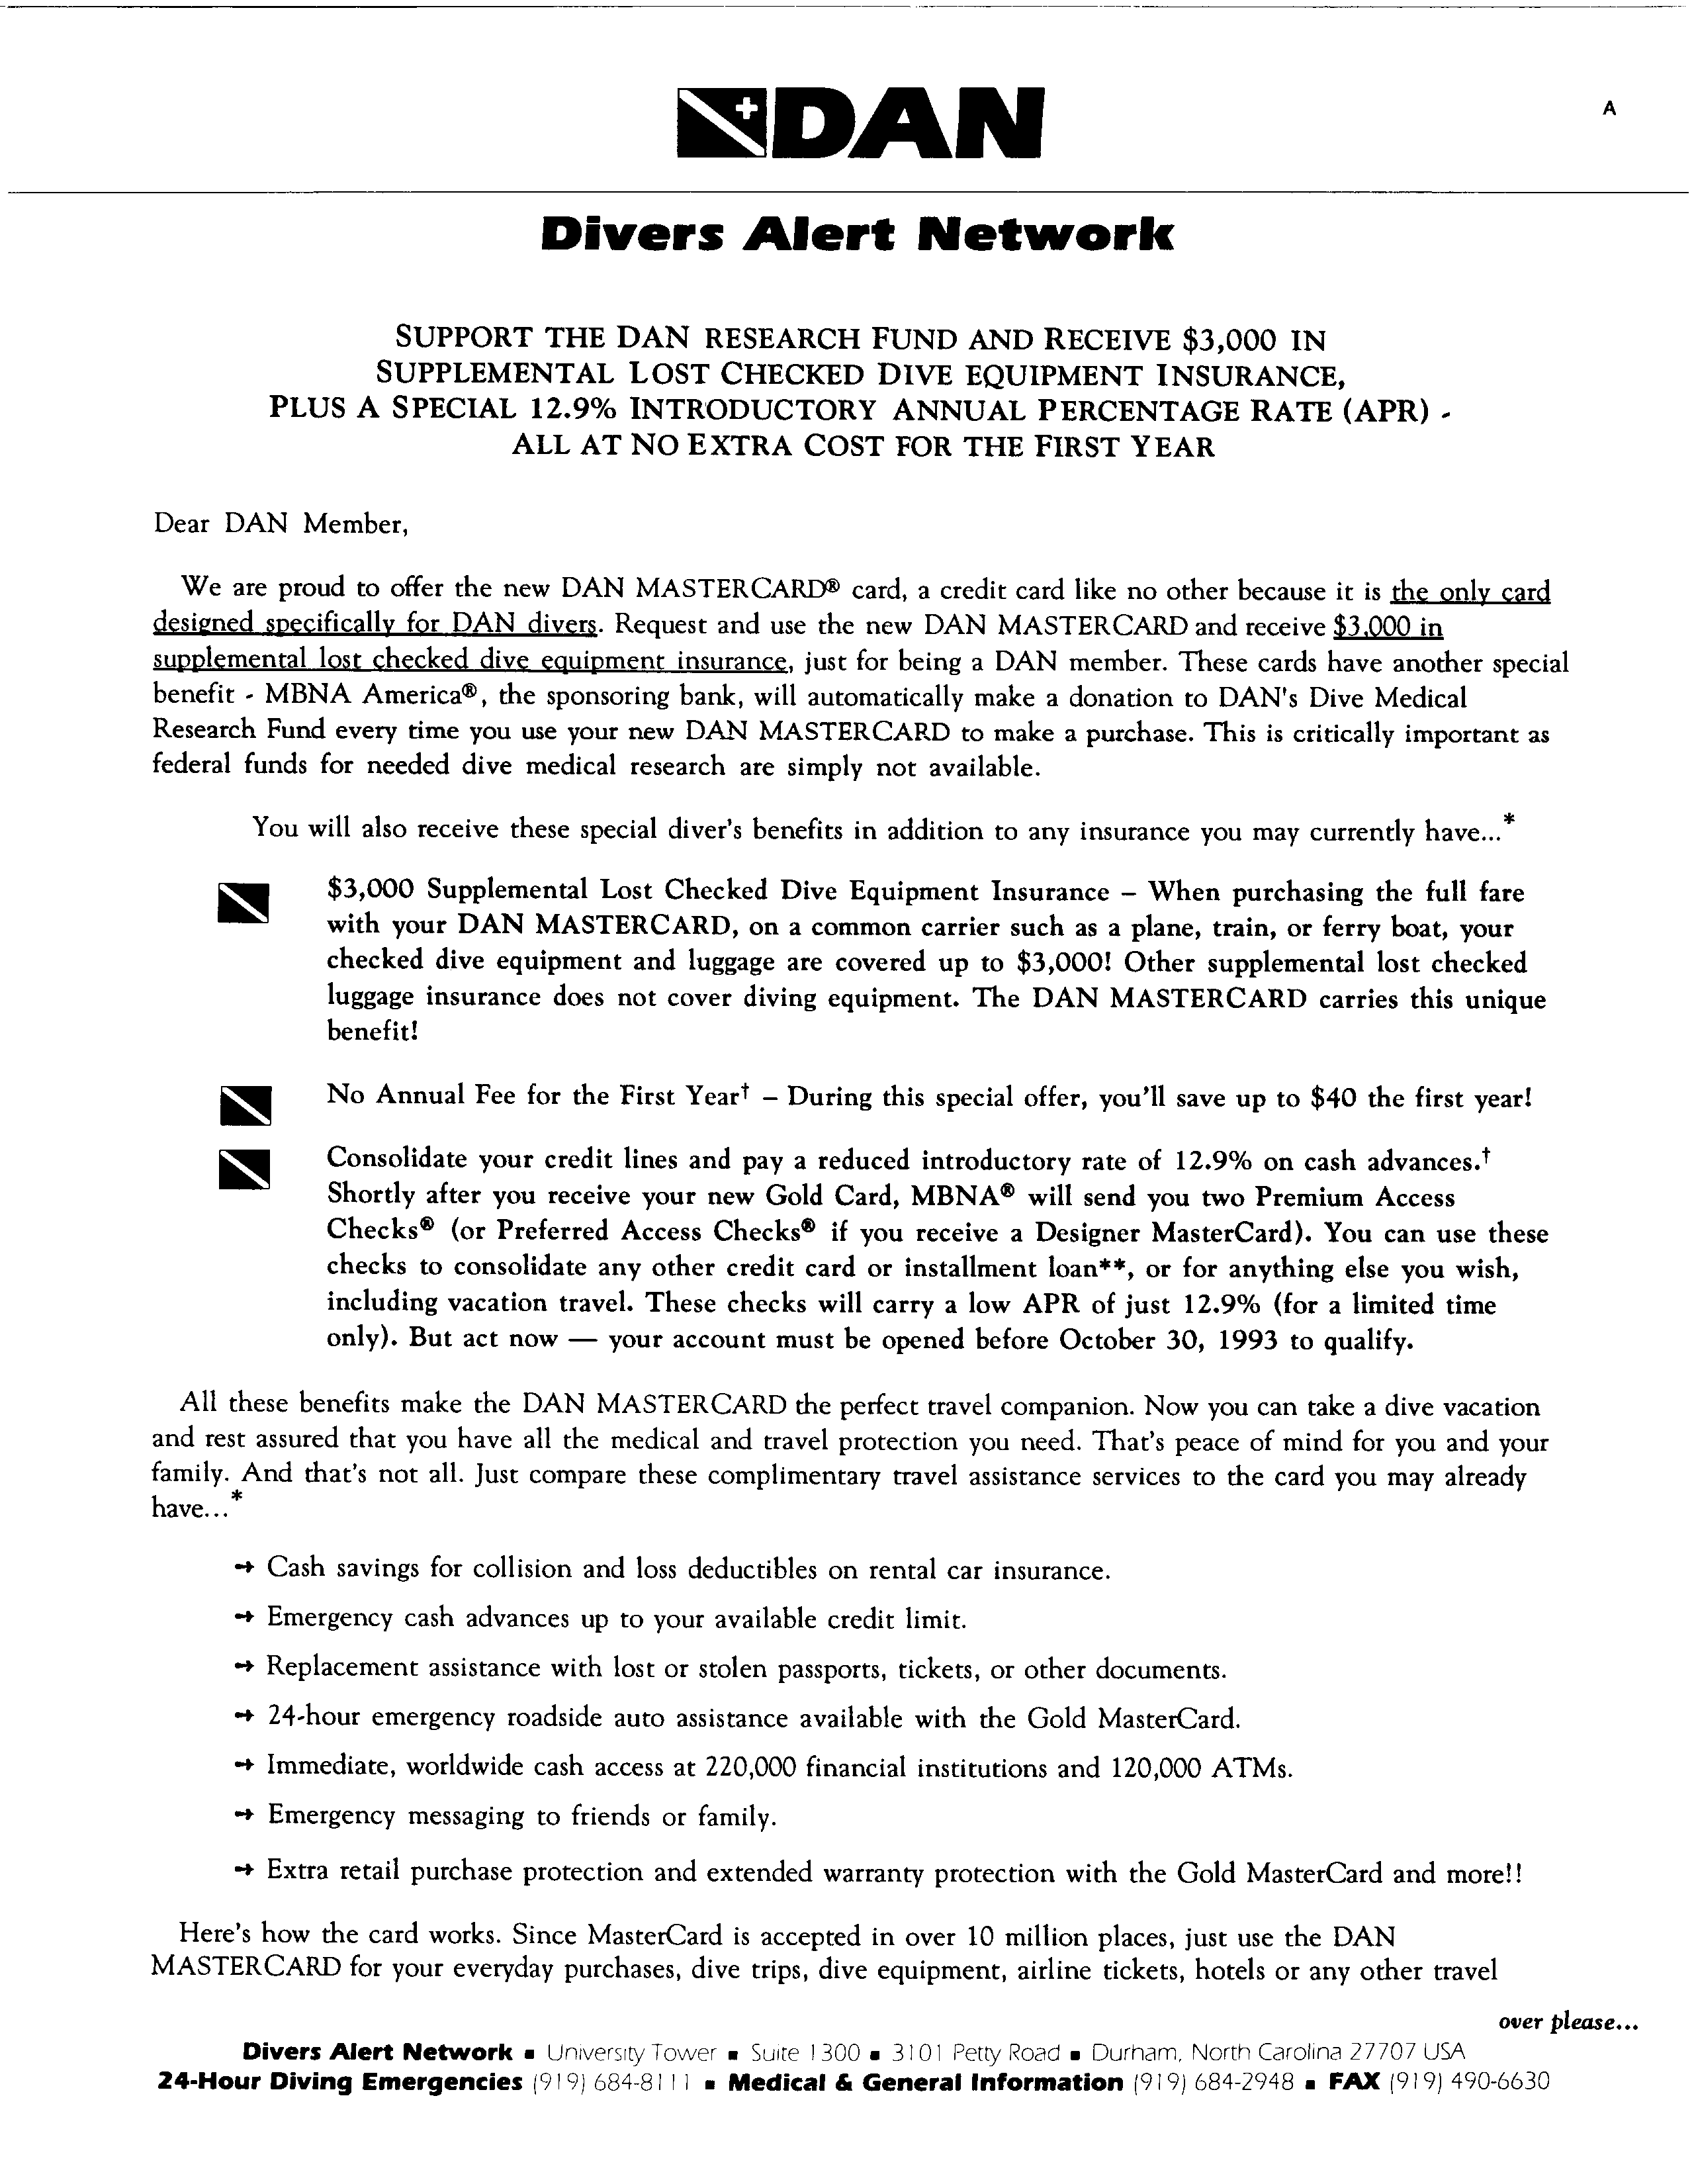 DAN
A
Divers Alert Network
SUPPORT THE DAN RESEARCH FUND AND RECEIVE $3,000 IN
SUPPLEMENTAL LOST CHECKED DIVE EQUIPMENT INSURANCE,
PLUS A SPECIAL 12.9% INTRODUCTORY ANNUAL PERCENTAGE RATE (APR) -
ALL AT NO EXTRA COST FOR THE FIRST YEAR
Dear DAN Member,
We are proud to offer the new DAN MASTERCARD® card, a credit card like no other because it is the only card
designed specifically for DAN divers. Request and use the new DAN MASTERCARD and receive $3,000 in
supplemental lost checked dive equipment insurance, just for being a DAN member. These cards have another special
benefit - MBNA America®, the sponsoring bank, will automatically make a donation to DAN's Dive Medical
Research Fund every time you use your new DAN MASTERCARD to make a purchase. This is critically important as
federal funds for needed dive medical research are simply not available.
You will also receive these special diver's benefits in addition to any insurance you may currently have...*
$3,000 Supplemental Lost Checked Dive Equipment Insurance – When purchasing the full fare
with your DAN MASTERCARD, on a common carrier such as a plane, train, or ferry boat, your
checked dive equipment and luggage are covered up to $3,000! Other supplemental lost checked
luggage insurance does not cover diving equipment. The DAN MASTERCARD carries this unique
benefit!
No Annual Fee for the First Year† – During this special offer, you'll save up to $40 the first year!
Consolidate your credit lines and pay a reduced introductory rate of 12.9% on cash advances.†
Shortly after you receive your new Gold Card, MBNA® will send you two Premium Access
Checks® (or Preferred Access Checks® if you receive a Designer MasterCard). You can use these
checks to consolidate any other credit card or installment loan**, or for anything else you wish,
including vacation travel. These checks will carry a low APR of just 12.9% (for a limited time
only). But act now — your account must be opened before October 30, 1993 to qualify.
All these benefits make the DAN MASTERCARD the perfect travel companion. Now you can take a dive vacation
and rest assured that you have all the medical and travel protection you need. That's peace of mind for you and your
family. And that's not all. Just compare these complimentary travel assistance services to the card you may already
have...*
→ Cash savings for collision and loss deductibles on rental car insurance.
→ Emergency cash advances up to your available credit limit.
→ Replacement assistance with lost or stolen passports, tickets, or other documents.
→ 24-hour emergency roadside auto assistance available with the Gold MasterCard.
→ Immediate, worldwide cash access at 220,000 financial institutions and 120,000 ATMs.
→ Emergency messaging to friends or family.
→ Extra retail purchase protection and extended warranty protection with the Gold MasterCard and more!!
Here's how the card works. Since MasterCard is accepted in over 10 million places, just use the DAN
MASTERCARD for your everyday purchases, dive trips, dive equipment, airline tickets, hotels or any other travel
over please...
Divers Alert Network ■ University Tower ■ Suite 1300 ■ 3101 Petty Road ■ Durham, North Carolina 27707 USA
24-Hour Diving Emergencies (919) 684-8111 ■ Medical & General Information (919) 684-2948 ■ FAX (919) 490-6630